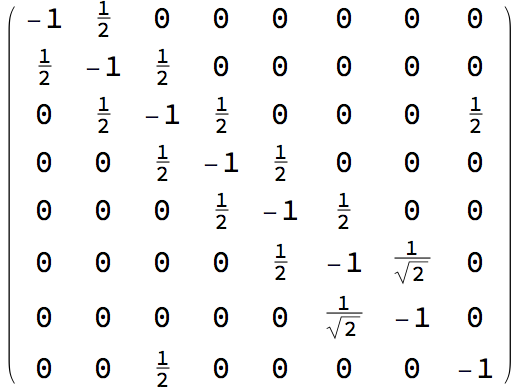 -1 1/2 0 0 0 0 0 0
1/2 -1 1/2 0 0 0 0 0
0 1/2 -1 1/2 0 0 0 1/2
0 0 1/2 -1 1/2 0 0 0
0 0 0 1/2 -1 1/2 0 0
0 0 0 0 1/2 -1 1/√2 0
0 0 0 0 0 1/√2 -1 0
0 0 1/2 0 0 0 0 -1